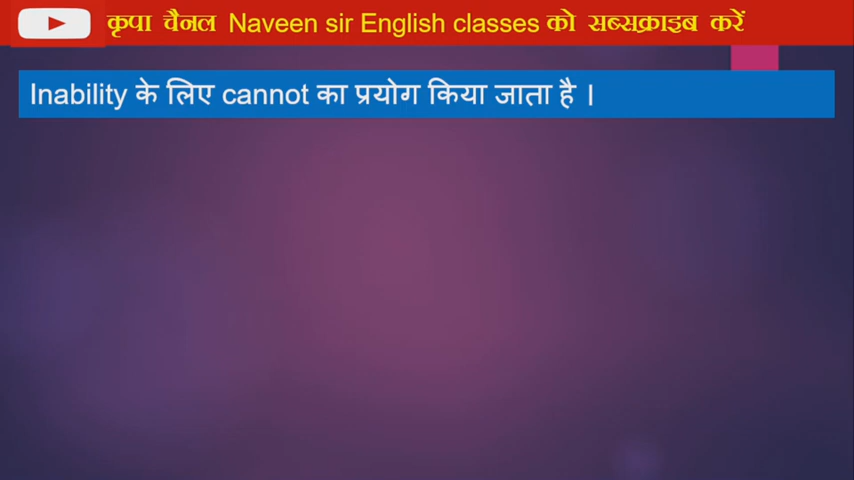 कृपा चैनल Naveen sir English classes को सब्सक्राइब करें
Inability के लिए cannot का प्रयोग किया जाता है ।